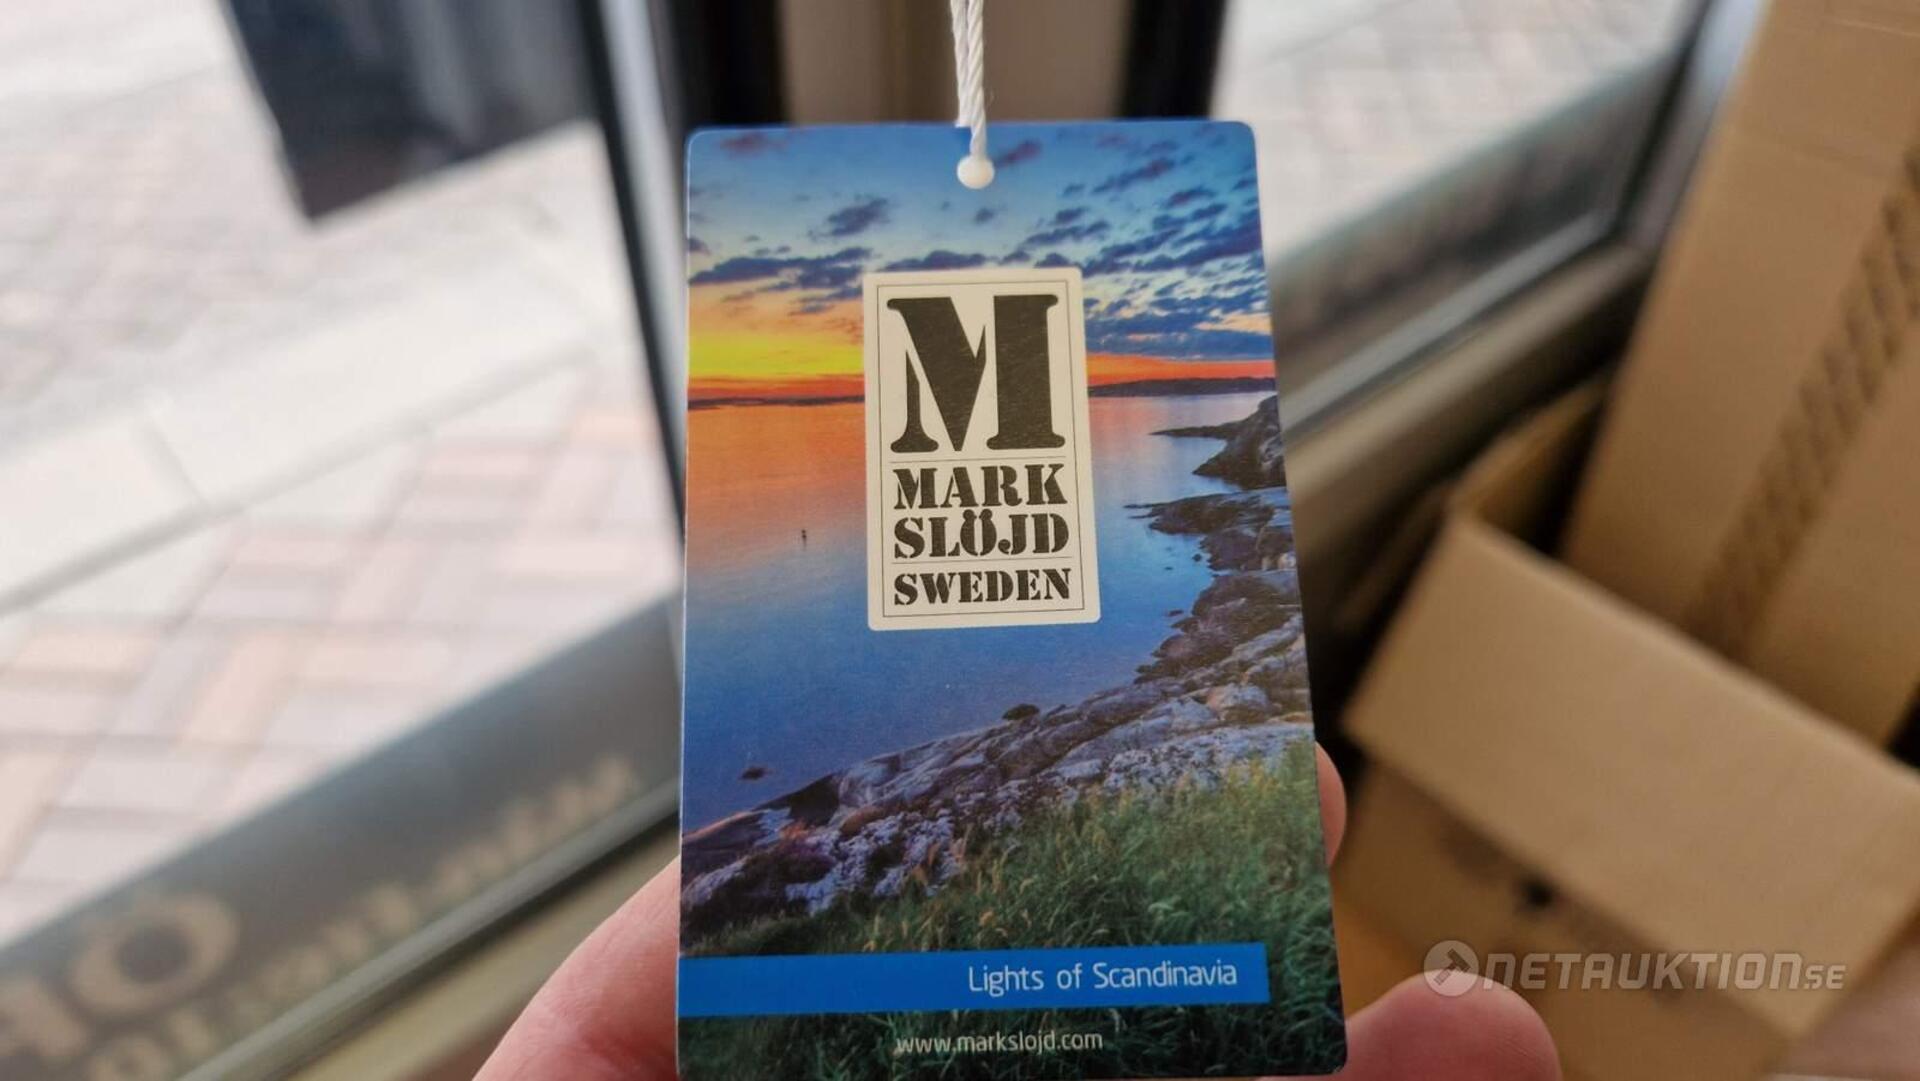 M
MARK
SLÖJD
SWEDEN
Lights of Scandinavia
www.markslojd.com
NETAUKTION.SE